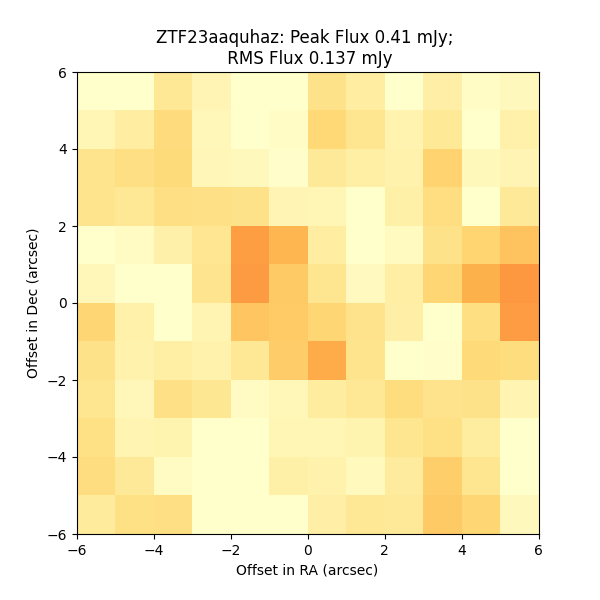 ZTF23aaquhaz: Peak Flux 0.41 mJy;
RMS Flux 0.137 mJy
6
4
2
0
−2
−4
−6
Offset in Dec (arcsec)
−6 −4 −2 0 2 4 6
Offset in RA (arcsec)